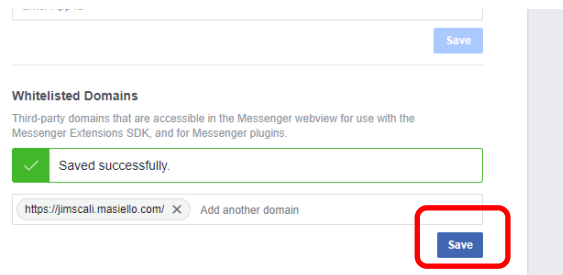 Save
Whitelisted Domains
Third-party domains that are accessible in the Messenger webview for use with the
Messenger Extensions SDK, and for Messenger plugins.
Saved successfully.
https://jimscali.masiello.com/ X Add another domain
Save